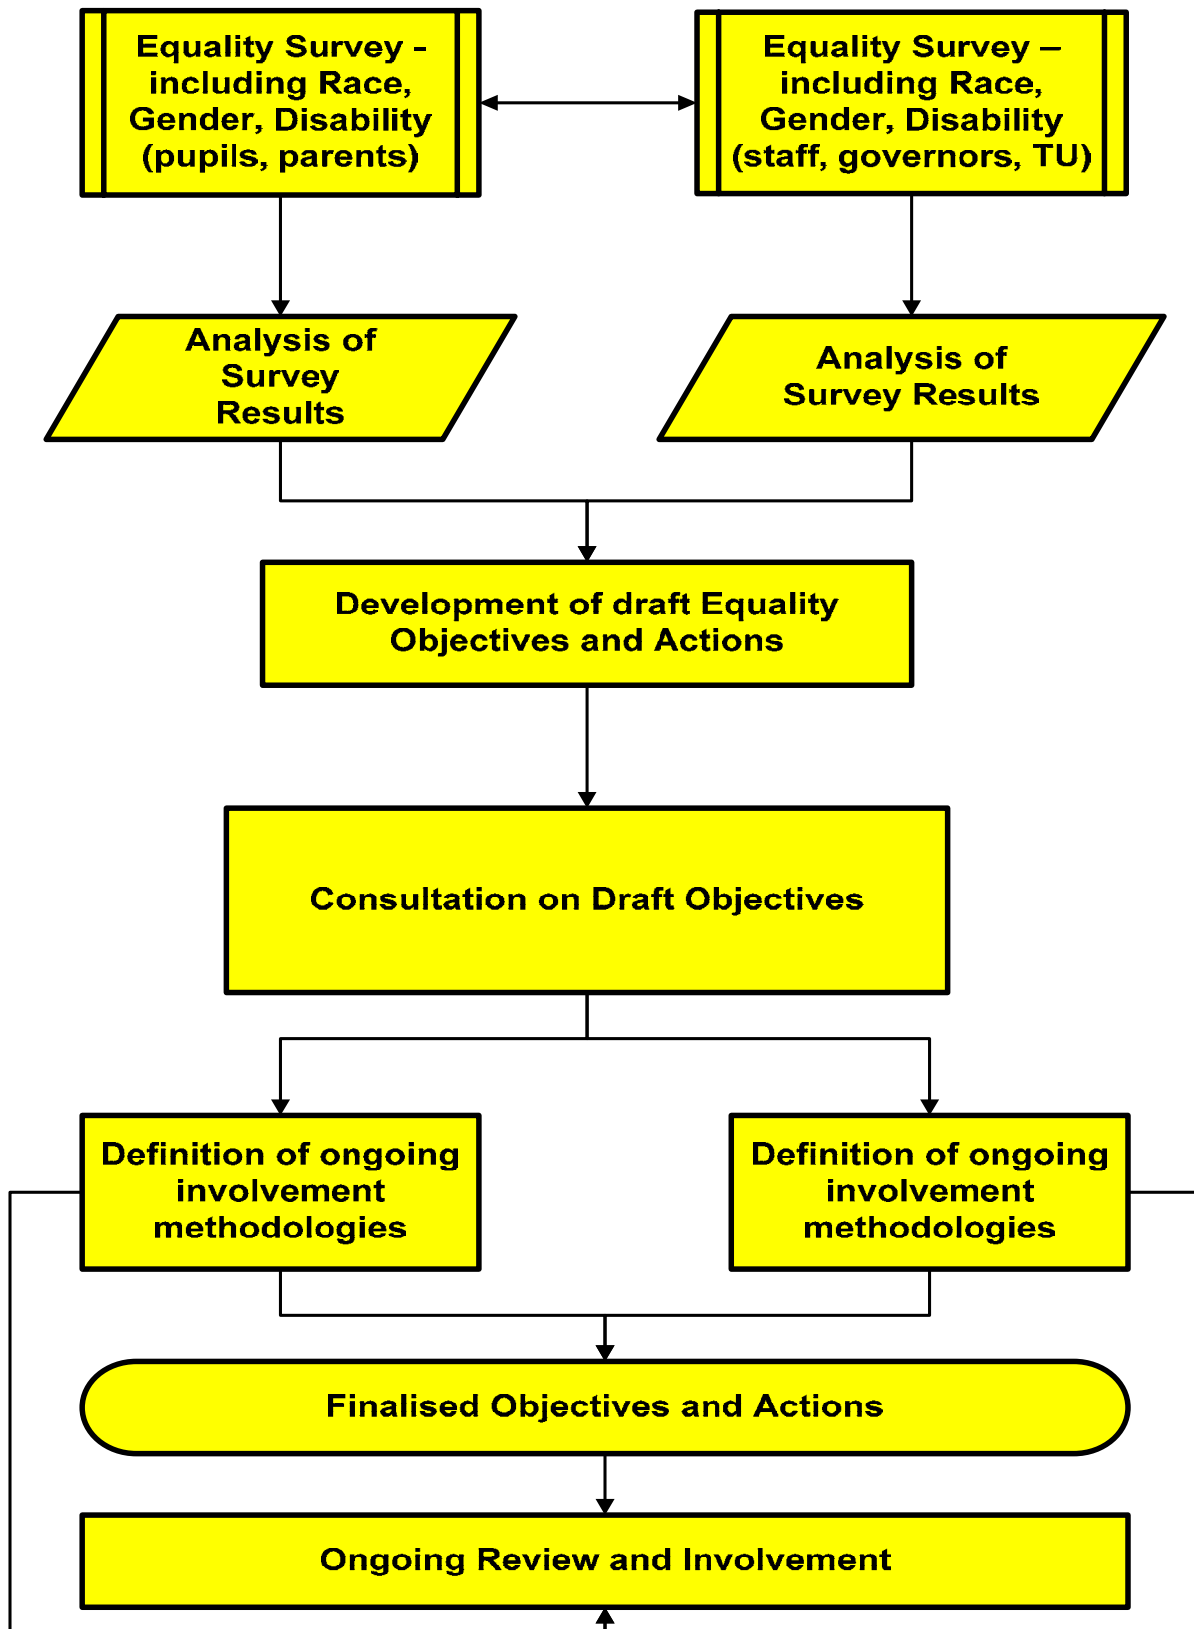 Equality Survey -
including Race,
Gender, Disability
(pupils, parents)
Equality Survey –
including Race,
Gender, Disability
(staff, governors, TU)
Analysis of
Survey
Results
Analysis of
Survey Results
Development of draft Equality
Objectives and Actions
Consultation on Draft Objectives
Definition of ongoing
involvement
methodologies
Definition of ongoing
involvement
methodologies
Finalised Objectives and Actions
Ongoing Review and Involvement